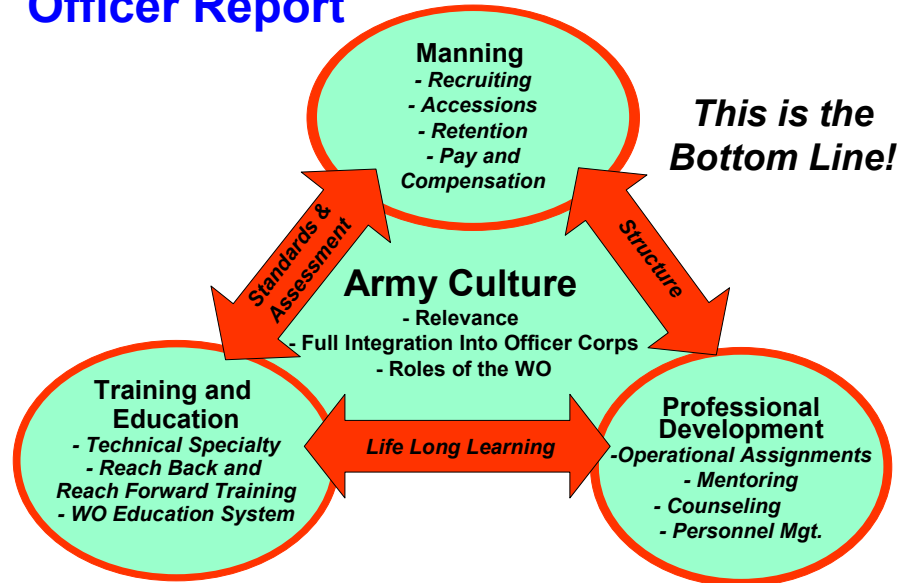 Officer Report
Manning
- Recruiting
- Accessions
- Retention
- Pay and
Compensation
This is the
Bottom Line!
Standards &
Assessment
Structure
Army Culture
- Relevance
- Full Integration Into Officer Corps
- Roles of the WO
Training and
Education
- Technical Specialty
- Reach Back and
Reach Forward Training
- WO Education System
Life Long Learning
Professional
Development
-Operational Assignments
- Mentoring
- Counseling
- Personnel Mgt.